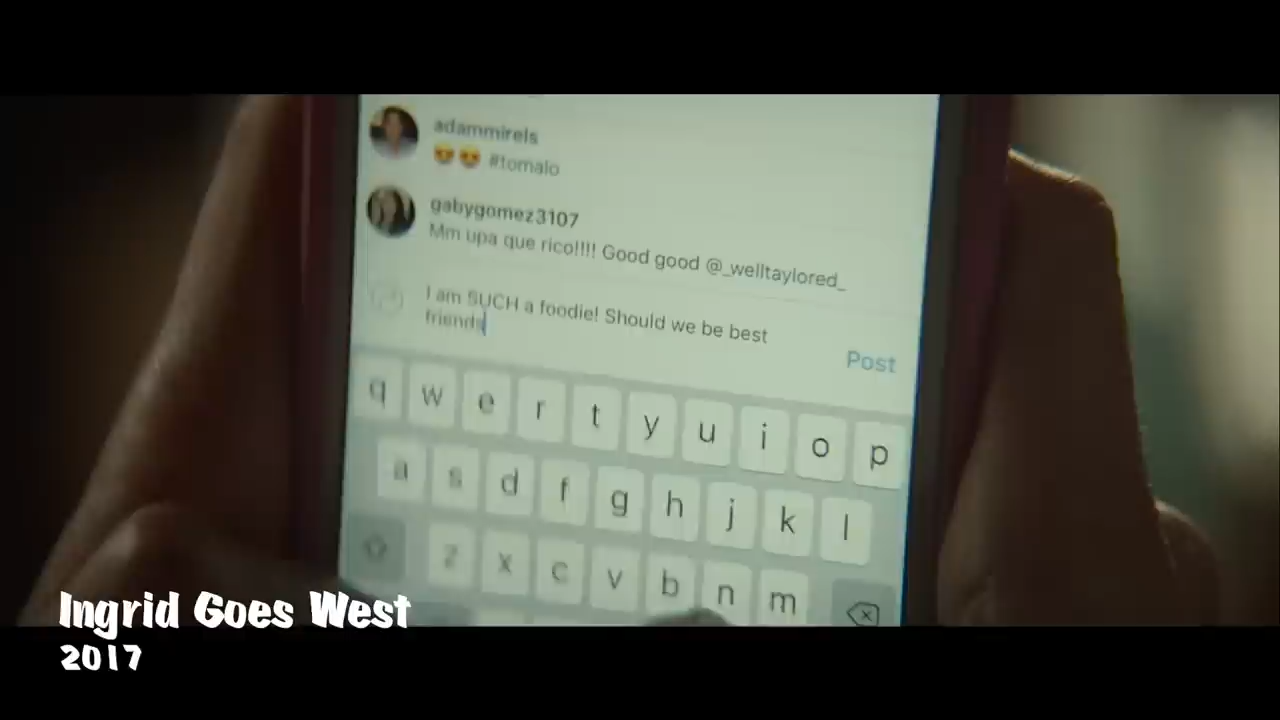 adammirels
😍 😍 #tomalo
gabygomez3107
Mm upa que rico!!!! Good good @_welltaylored_
I am SUCH a foodie! Should we be best
friends
Post
q w e r t y u i o p
a s d f g h j k l
z x c v b n m
Ingrid Goes West
2017